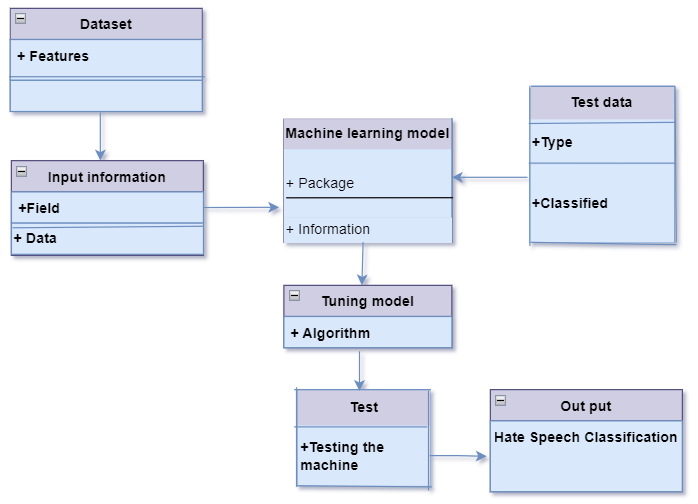 Dataset
+ Features
Input information
+Field
+ Data
Machine learning model
+ Package
+ Information
Test data
+Type
+Classified
Tuning model
+ Algorithm
Test
+Testing the
machine
Out put
Hate Speech Classification